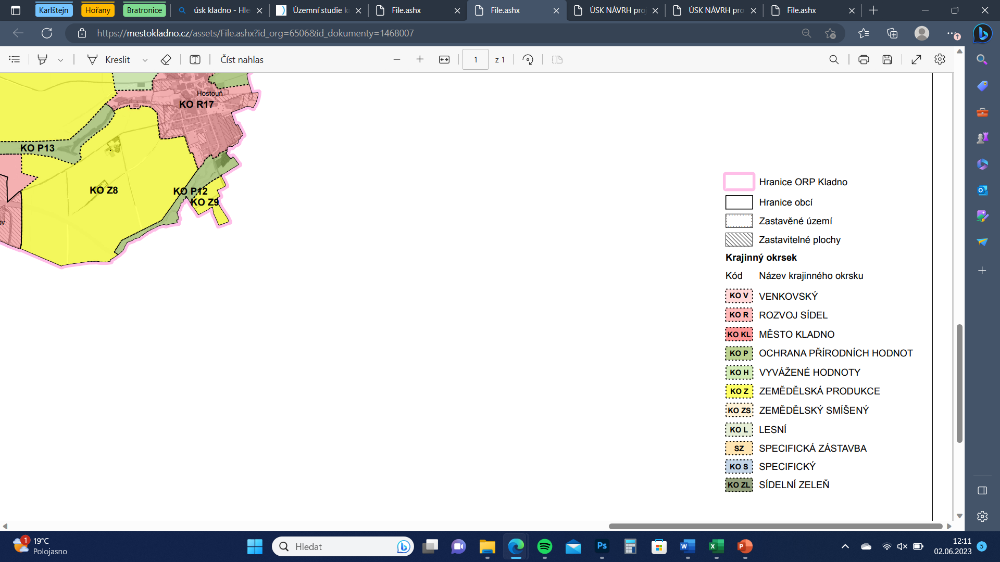 Karlštejn
Hořany
Bratronice
úsk kladno - Hle
Územní studie k
File.ashx
File.ashx
ÚSK NÁVRH pro
ÚSK NÁVRH pro
File.ashx
https://mestokladno.cz/assets/File.ashx?id_org=6506&id_dokumenty=1468007
Kreslit
Číst nahlas
1
z 1
Hostouň
KO R17
KO P13
KO Z8
KO P12
KO Z9
ov
Hranice ORP Kladno
Hranice obcí
Zastavěné území
Zastavitelné plochy
Krajinný okrsek
Kód Název krajinného okrsku
KO V VENKOVSKÝ
KO R ROZVOJ SÍDEL
KO KL MĚSTO KLADNO
KO P OCHRANA PŘÍRODNÍCH HODNOT
KO H VYVÁŽENÉ HODNOTY
KO Z ZEMĚDĚLSKÁ PRODUKCE
KO ZS ZEMĚDĚLSKÝ SMÍŠENÝ
KO L LESNÍ
SZ SPECIFICKÁ ZÁSTAVBA
KO S SPECIFICKÝ
KO ZL SÍDELNÍ ZELEŇ
1
19°C
Polojasno
Hledat
Ps
12:11
02.06.2023
5